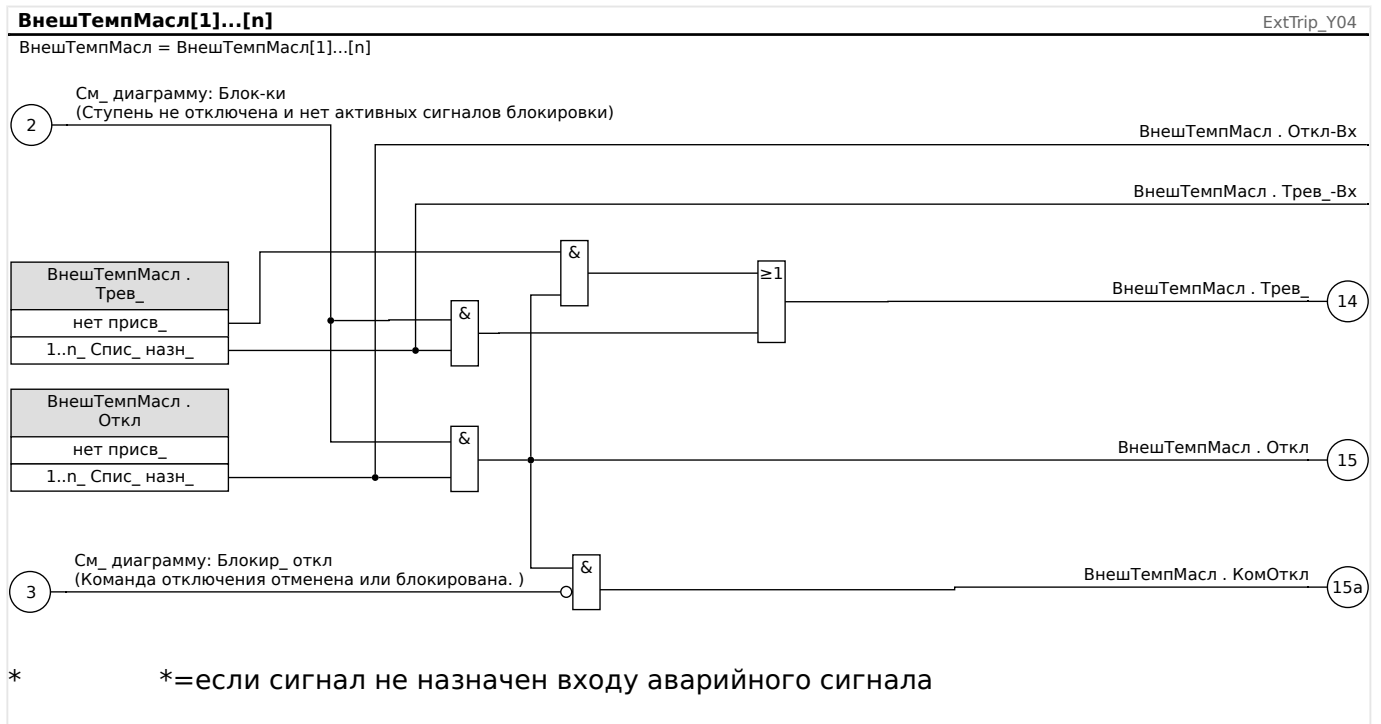 ВнешТемпМасл[1]...[n]
ExtTrip_Y04
ВнешТемпМасл = ВнешТемпМасл[1]...[n]
См_ диаграмму: Блок-ки
(Ступень не отключена и нет активных сигналов блокировки)
2
ВнешТемпМасл . Откл-Вх
ВнешТемпМасл . Трев_-Вх
&
ВнешТемпМасл .
Трев_
≥1
ВнешТемпМасл . Трев_
14
нет присв_
&
1..n_ Спис_ назн_
ВнешТемпМасл .
Откл
&
нет присв_
ВнешТемпМасл . Откл
15
1..n_ Спис_ назн_
См_ диаграмму: Блокир_ откл
(Команда отключения отменена или блокирована. )
3
&
ВнешТемпМасл . КомОткл
15a
* *=если сигнал не назначен входу аварийного сигнала